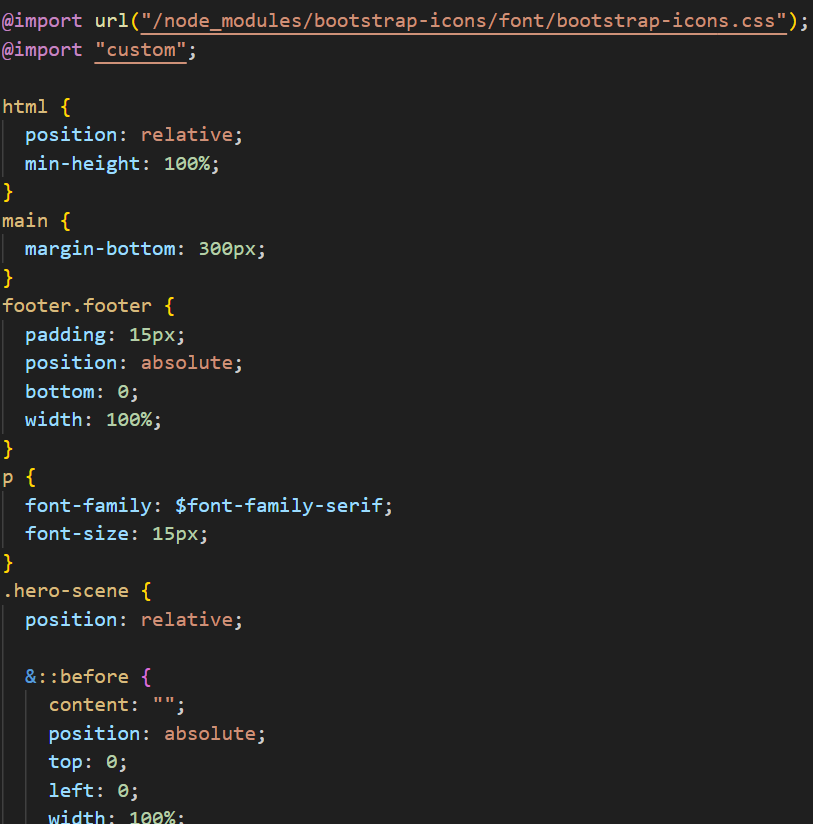 @import url("/node_modules/bootstrap-icons/font/bootstrap-icons.css");
@import "custom";

html {
  position: relative;
  min-height: 100%;
}
main {
  margin-bottom: 300px;
}
footer.footer {
  padding: 15px;
  position: absolute;
  bottom: 0;
  width: 100%;
}
p {
  font-family: $font-family-serif;
  font-size: 15px;
}
.hero-scene {
  position: relative;

  &::before {
    content: "";
    position: absolute;
    top: 0;
    left: 0;
    width: 100%;